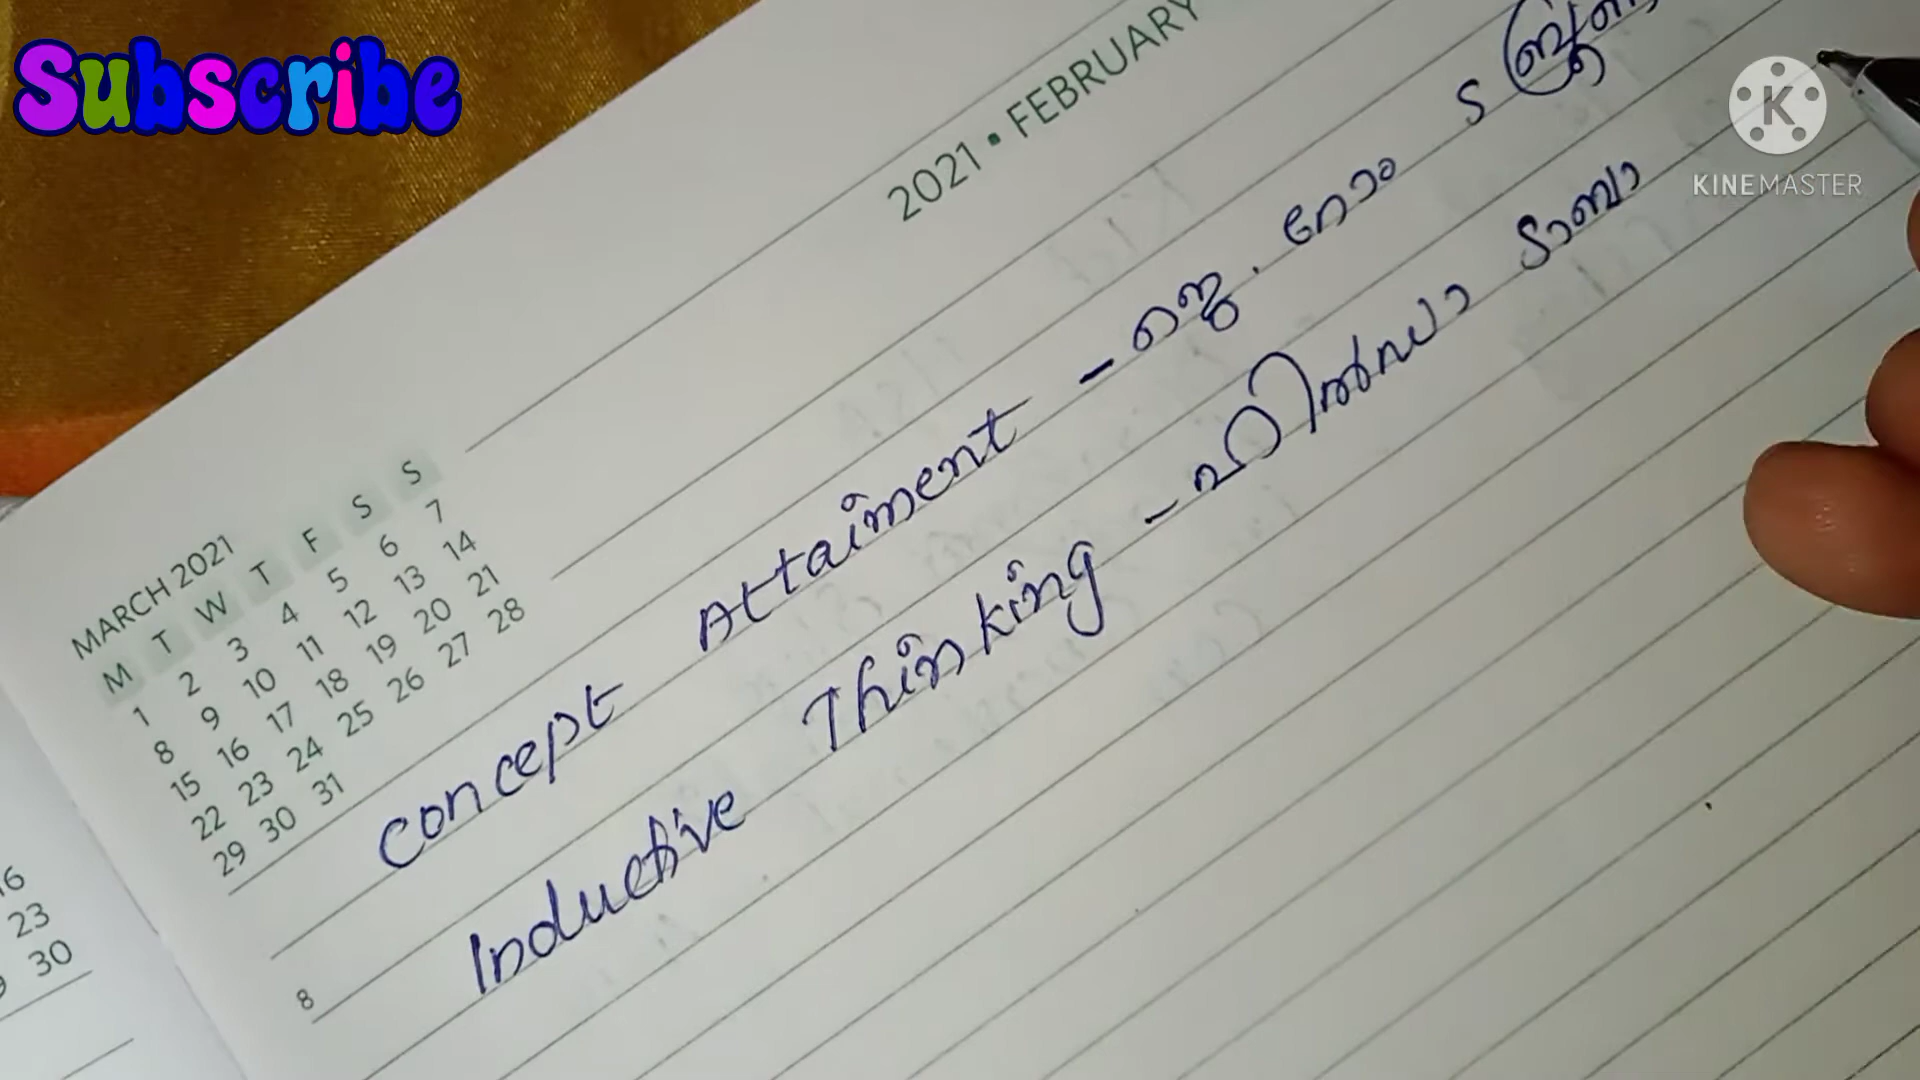 Subscribe
KINEMASTER
2021 • FEBRUARY
MARCH 2021
M T W T F S S
1 2 3 4 5 6 7
8 9 10 11 12 13 14
15 16 17 18 19 20 21
22 23 24 25 26 27 28
29 30 31
16
23
30
concept Attaiment - ജെ. റോം S
Inductive Thinking - ഹിൽഡാ ടാബാ
8